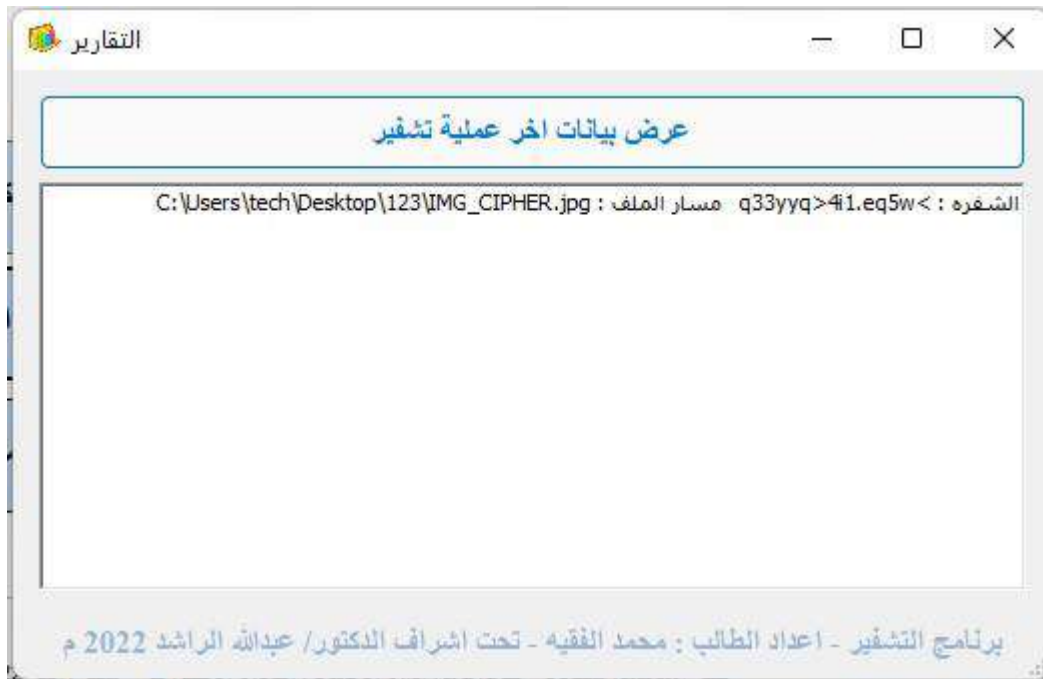 التقارير
عرض بيانات اخر عملية تشفير
الشفره : <q33yyq>4i1.eq5w> مسار الملف : C:\Users\tech\Desktop\123\IMG_CIPHER.jpg
برنامج التشفير - اعداد الطالب : محمد الفقيه - تحت اشراف الدكتور/ عبدالله الراشد 2022 م